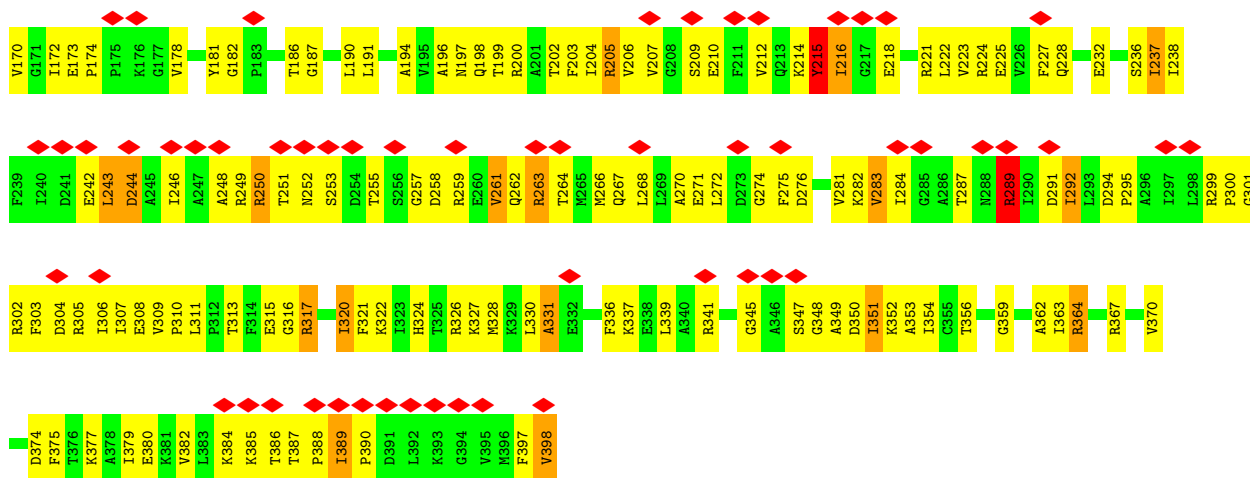 V170 G171 I172 E173 P174 P175 K176 G177 V178 Y181 G182 P183 T186 G187 L190 L191 A194 V195 A196 N197 Q198 T199 R200 A201 T202 F203 I204 R205 V206 V207 G208 S209 E210 F211 V212 Q213 K214 Y215 I216 G217 E218 R221 L222 V223 R224 E225 V226 F227 Q228 E232 S236 I237 I238
F239 I240 D241 E242 L243 D244 A245 I246 A247 A248 R249 R250 T251 N252 S253 D254 T255 S256 G257 D258 R259 E260 V261 Q262 R263 T264 M265 M266 Q267 L268 L269 A270 E271 L272 D273 G274 F275 D276 V281 K282 V283 I284 G285 A286 T287 N288 R289 I290 D291 I292 L293 D294 P295 A296 I297 L298 R299 P300 G301
R302 F303 D304 R305 I306 I307 E308 V309 P310 L311 P312 T313 F314 E315 G316 R317 I320 F321 K322 I323 H324 T325 R326 K327 M328 K329 L330 A331 E332 F336 K337 E338 L339 A340 R341 G345 A346 S347 G348 A349 D350 I351 K352 A353 I354 C355 T356 G359 A362 I363 R364 R367 V370
D374 F375 T376 K377 A378 I379 E380 K381 V382 L383 K384 K385 T386 T387 P388 I389 P390 D391 L392 K393 G394 V395 M396 F397 V398